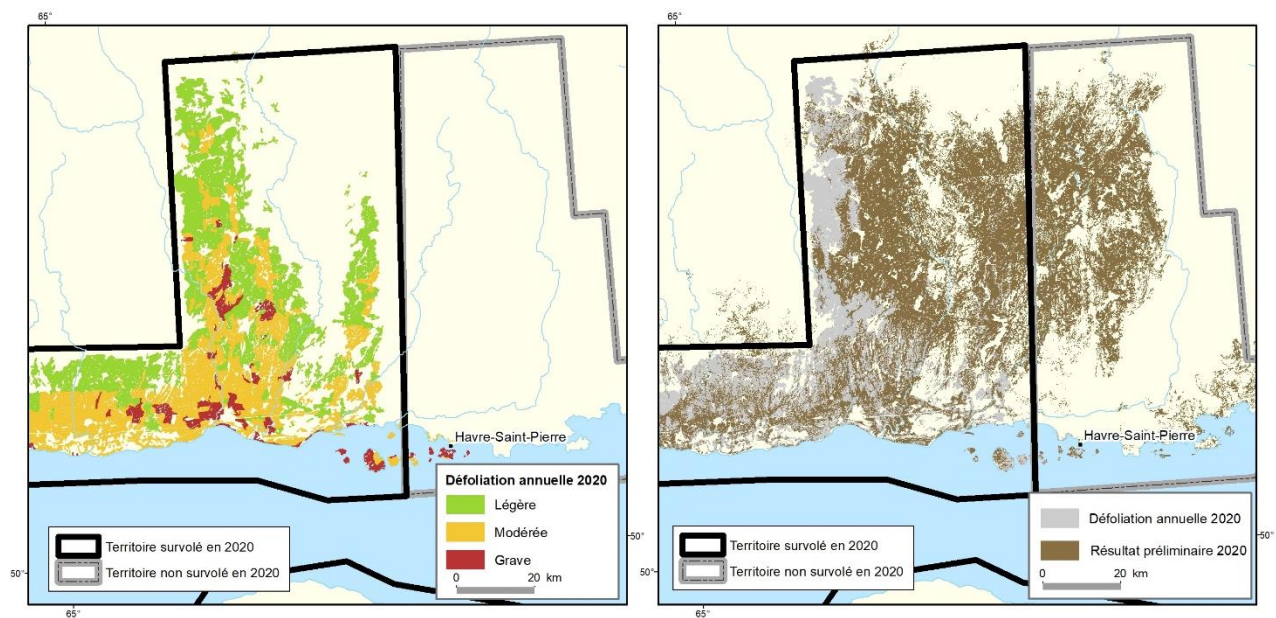 65°
Havre-Saint-Pierre
Défoliation annuelle 2020
Légère
Modérée
Grave
0 20 km
Territoire survolé en 2020
Territoire non survolé en 2020
50°
50°
65°
65°
Havre-Saint-Pierre
Défoliation annuelle 2020
Résultat préliminaire 2020
0 20 km
Territoire survolé en 2020
Territoire non survolé en 2020
50°
50°
65°